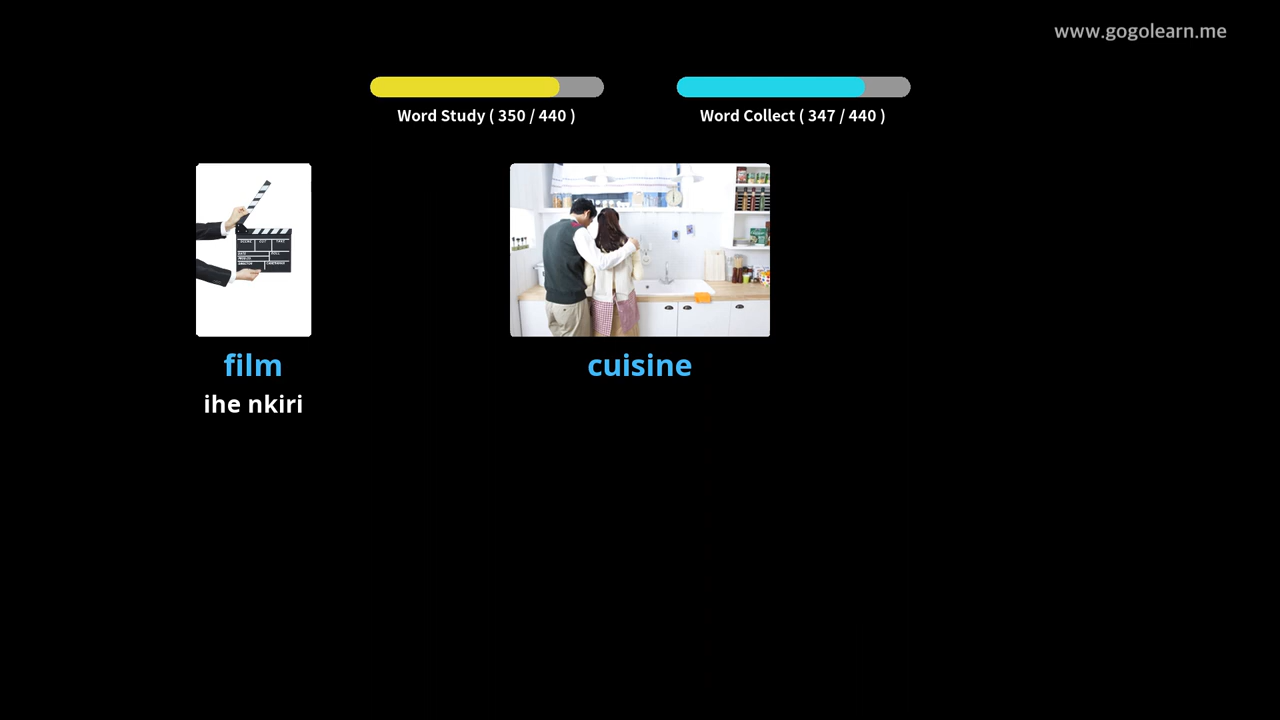 www.gogolearn.me
Word Study ( 350 / 440 )
Word Collect ( 347 / 440 )
film
cuisine
ihe nkiri